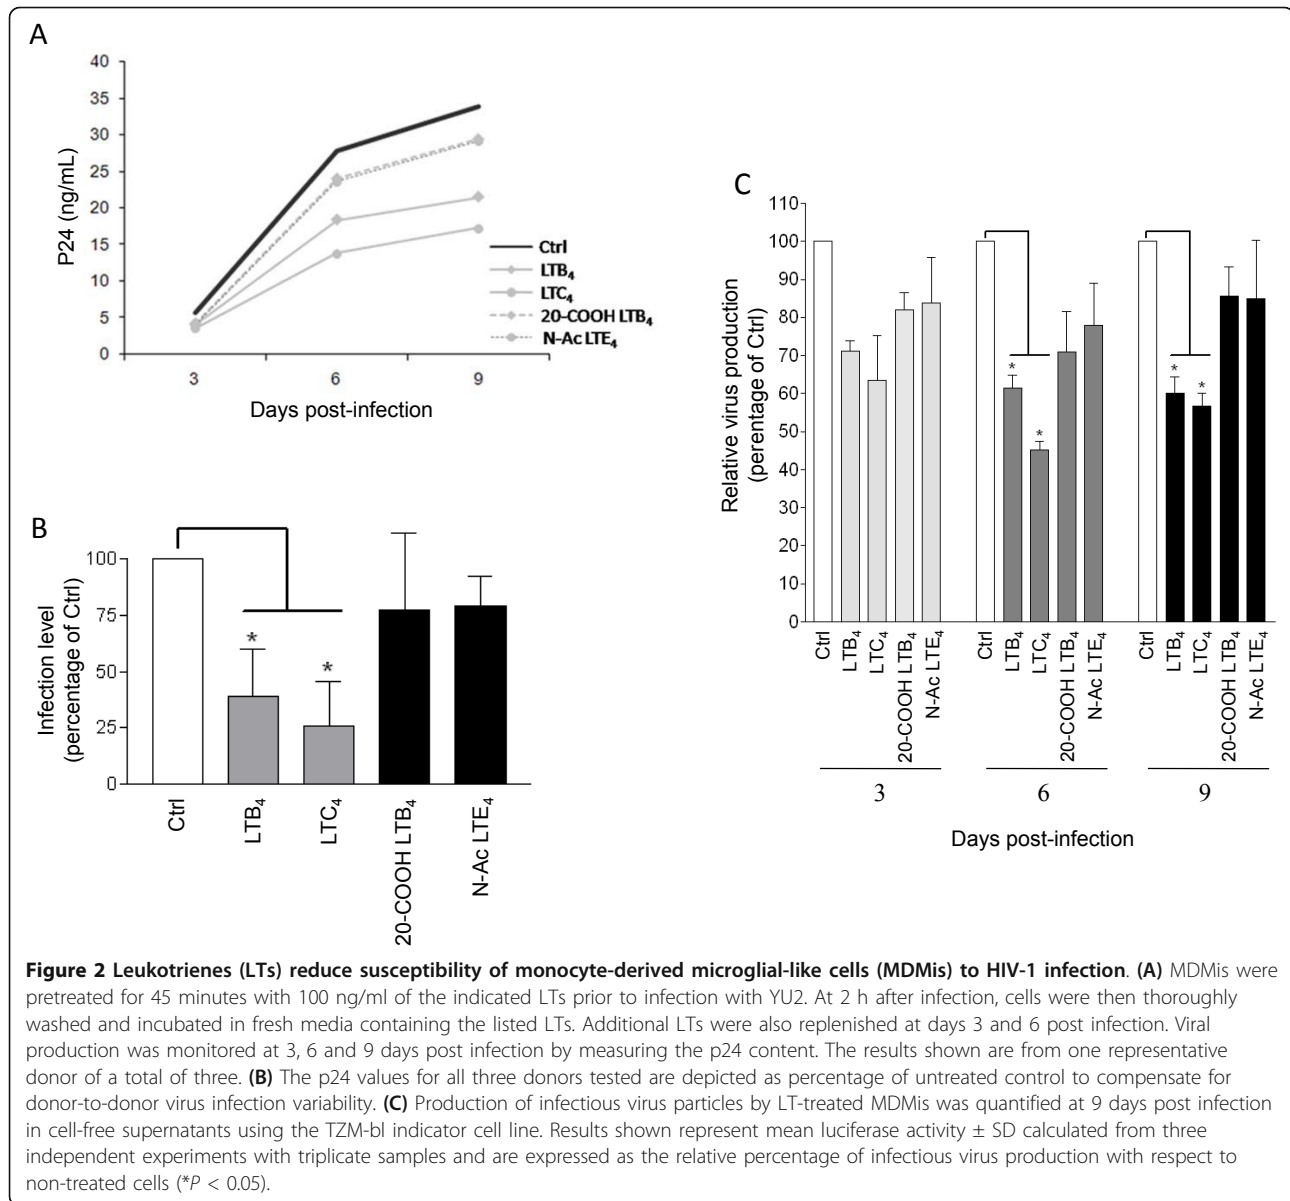 A
40
35
30
25
20
15
10
5
0
P24 (ng/mL)
3
6
9
Days post-infection
Ctrl
LTB4
LTC4
20-COOH LTB4
N-Ac LTE4
B
100
75
50
25
0
Infection level
(percentage of Ctrl)
*
*
Ctrl
LTB4
LTC4
20-COOH LTB4
N-Ac LTE4
C
110
100
90
80
70
60
50
40
30
20
10
0
Relative virus production
(perentage of Ctrl)
*
*
*
*
Ctrl
LTB4
LTC4
20-COOH LTB4
N-Ac LTE4
Ctrl
LTB4
LTC4
20-COOH LTB4
N-Ac LTE4
Ctrl
LTB4
LTC4
20-COOH LTB4
N-Ac LTE4
3
6
9
Days post-infection
Figure 2 Leukotrienes (LTs) reduce susceptibility of monocyte-derived microglial-like cells (MDMis) to HIV-1 infection. (A) MDMis were
pretreated for 45 minutes with 100 ng/ml of the indicated LTs prior to infection with YU2. At 2 h after infection, cells were then thoroughly
washed and incubated in fresh media containing the listed LTs. Additional LTs were also replenished at days 3 and 6 post infection. Viral
production was monitored at 3, 6 and 9 days post infection by measuring the p24 content. The results shown are from one representative
donor of a total of three. (B) The p24 values for all three donors tested are depicted as percentage of untreated control to compensate for
donor-to-donor virus infection variability. (C) Production of infectious virus particles by LT-treated MDMis was quantified at 9 days post infection
in cell-free supernatants using the TZM-bl indicator cell line. Results shown represent mean luciferase activity ± SD calculated from three
independent experiments with triplicate samples and are expressed as the relative percentage of infectious virus production with respect to
non-treated cells (*P < 0.05).